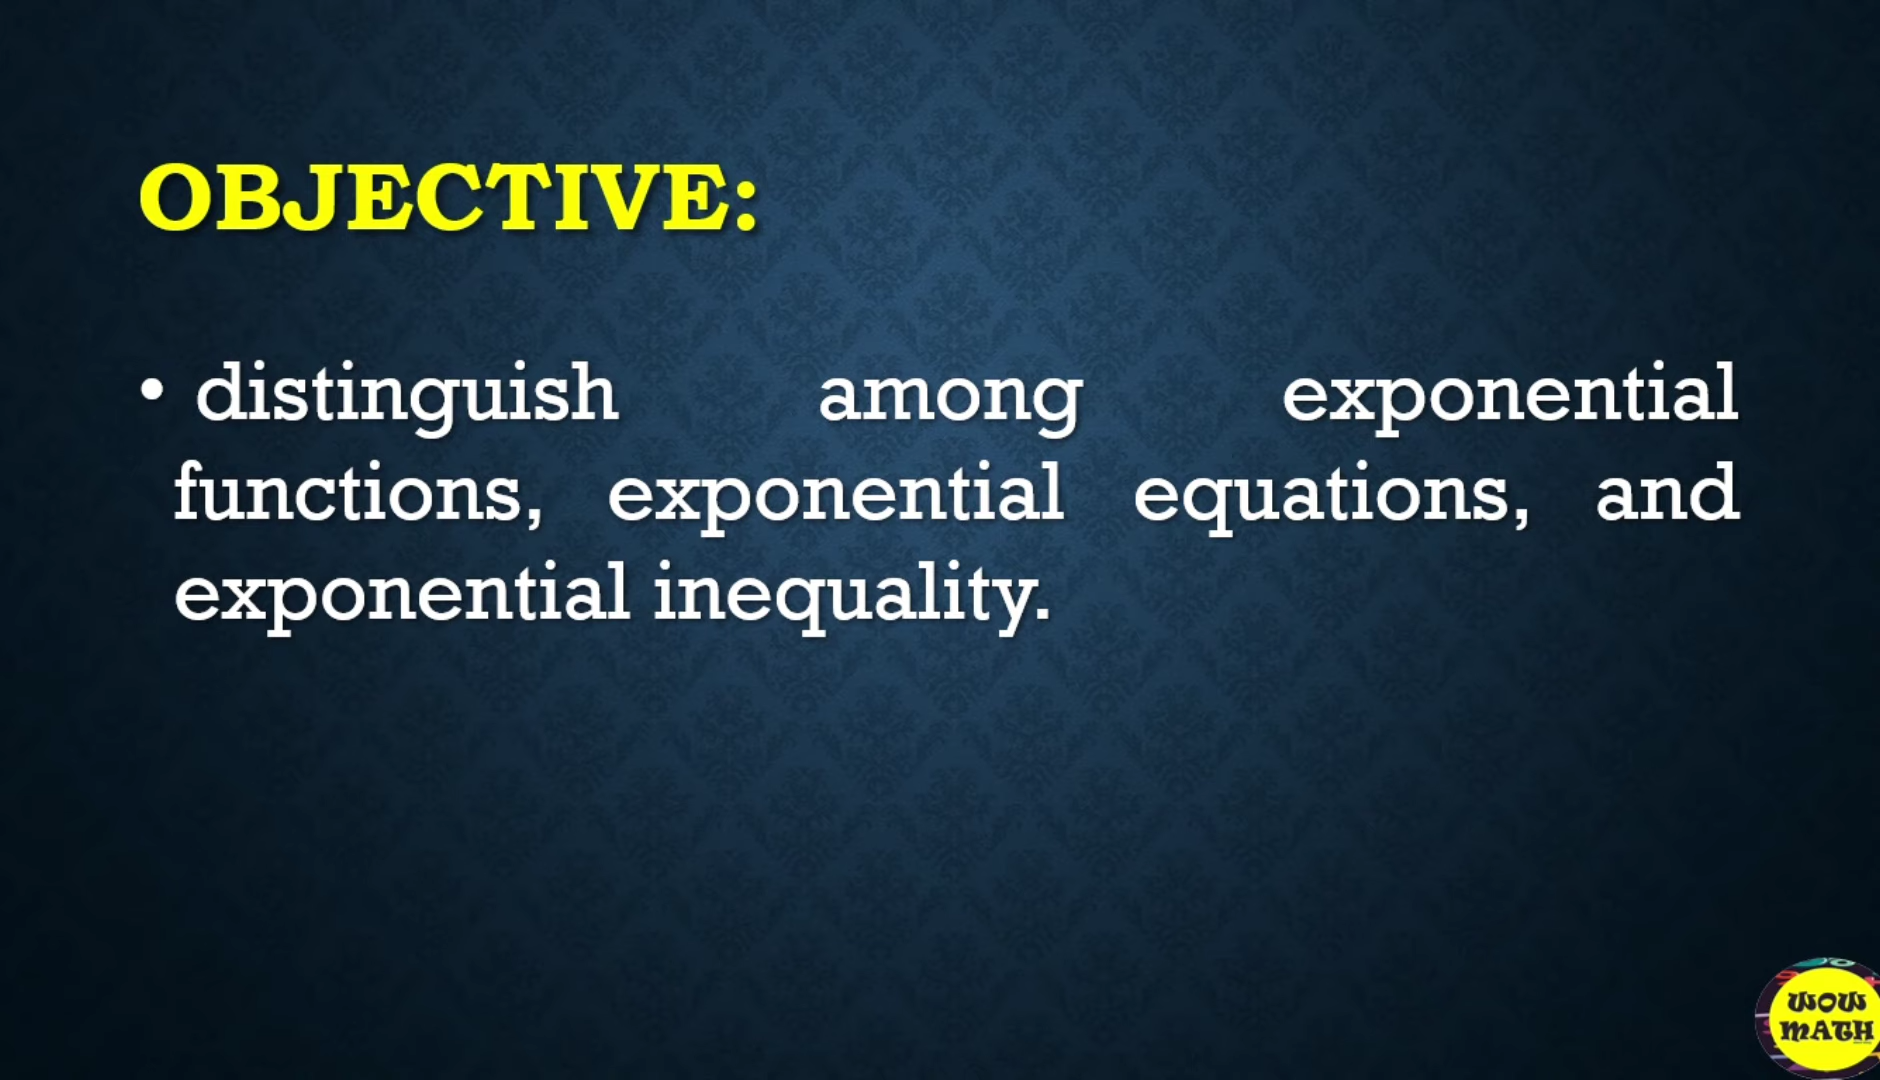 OBJECTIVE:
• distinguish among exponential
functions, exponential equations, and
exponential inequality.
WOW
MATH